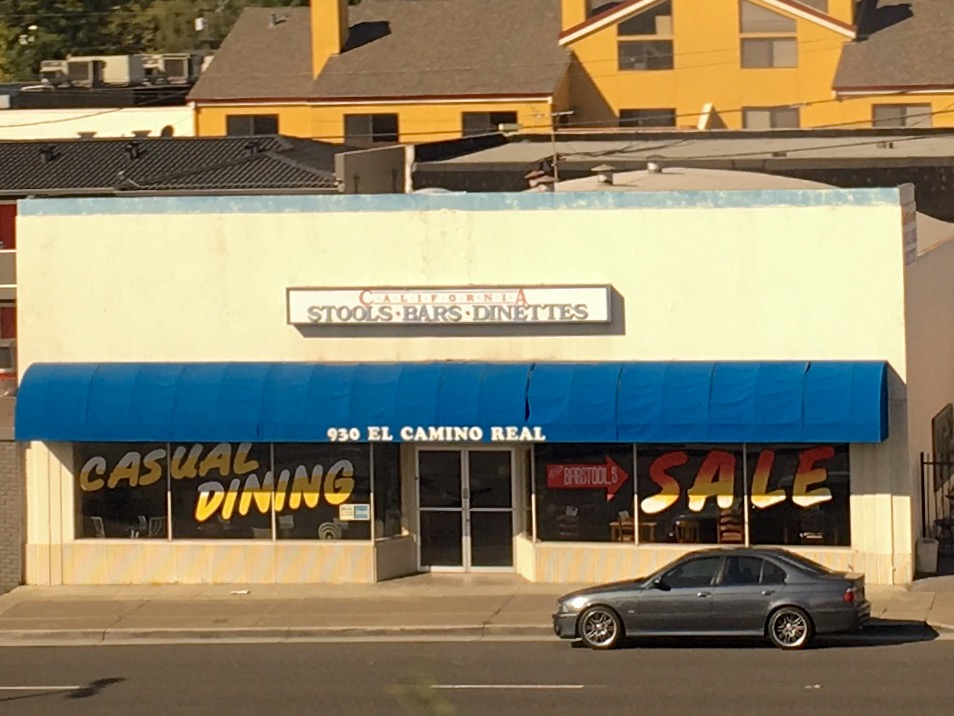 CALIFORNIA
STOOLS · BARS · DINETTES
930 EL CAMINO REAL
CASUAL
DINING
BARSTOOLS
SALE